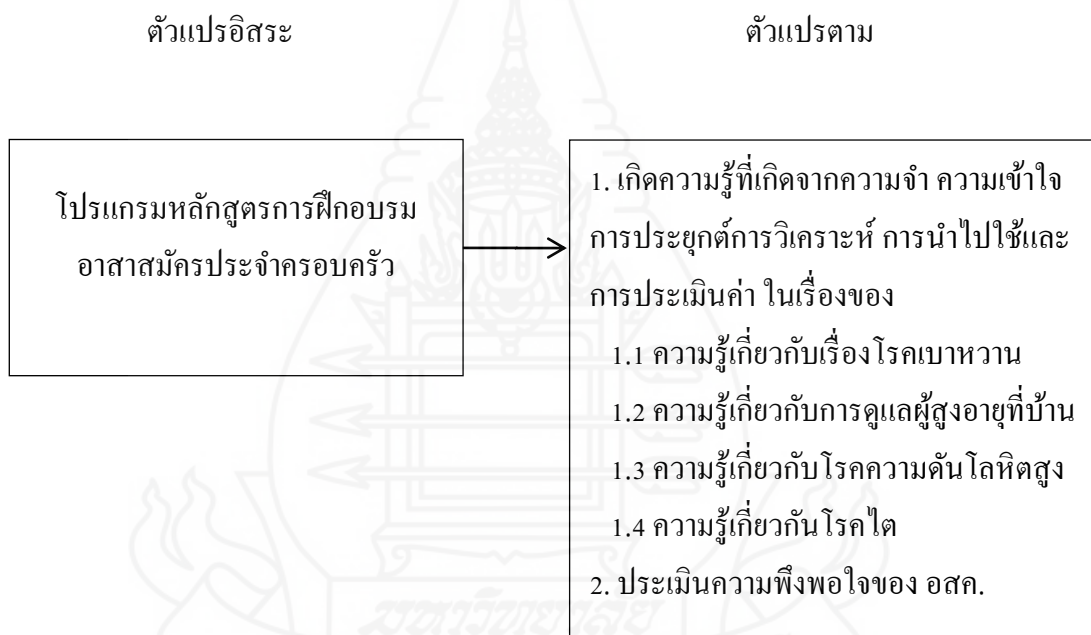 ตัวแปรอิสระ
ตัวแปรตาม
โปรแกรมหลักสูตรการฝึกอบรม
อาสาสมัครประจำครอบครัว
1. เกิดความรู้ที่เกิดจากความจำ ความเข้าใจ
การประยุกต์การวิเคราะห์ การนำไปใช้และ
การประเมินค่า ในเรื่องของ
1.1 ความรู้เกี่ยวกับเรื่องโรคเบาหวาน
1.2 ความรู้เกี่ยวกับการดูแลผู้สูงอายุที่บ้าน
1.3 ความรู้เกี่ยวกับโรคความดันโลหิตสูง
1.4 ความรู้เกี่ยวกันโรคไต
2. ประเมินความพึงพอใจของ อสค.
มหาวิทยาลัย